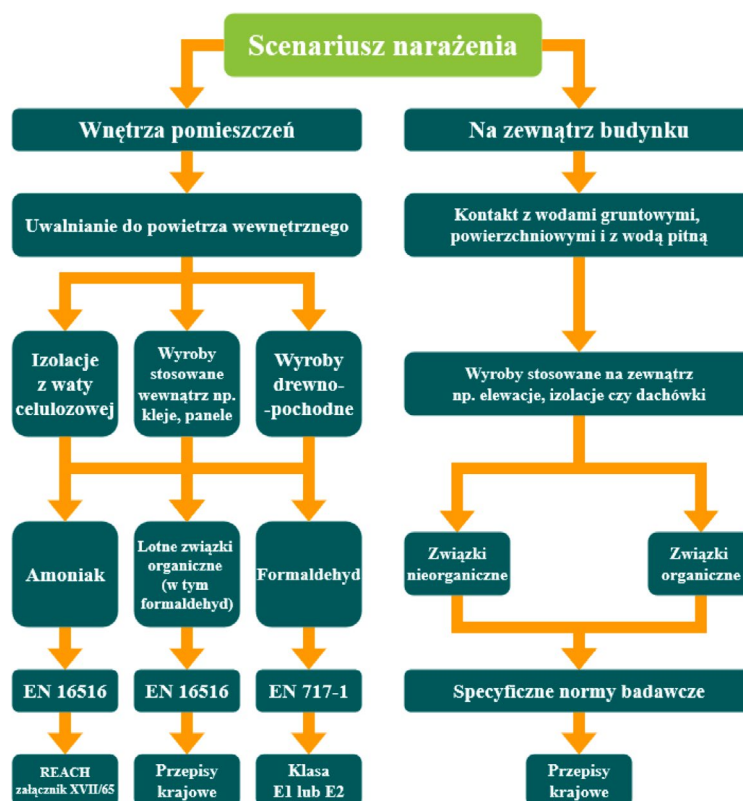 Scenariusz narażenia
Wnętrza pomieszczeń
Na zewnątrz budynku
Uwalnianie do powietrza wewnętrznego
Kontakt z wodami gruntowymi,
powierzchniowymi i z wodą pitną
Izolacje
z waty
celulozowej
Wyroby
stosowane
wewnątrz np.
kleje, panele
Wyroby
drewno-
-pochodne
Wyroby stosowane na zewnątrz
np. elewacje, izolacje czy dachówki
Amoniak
Lotne związki
organiczne
(w tym
formaldehyd)
Formaldehyd
Związki
nieorganiczne
Związki
organiczne
EN 16516
EN 16516
EN 717-1
Specyficzne normy badawcze
REACH
załącznik XVII/65
Przepisy
krajowe
Klasa
E1 lub E2
Przepisy
krajowe